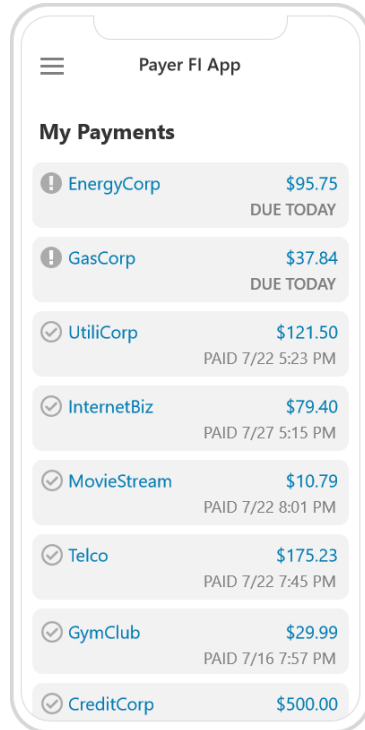 Payer FI App
My Payments
EnergyCorp $95.75
DUE TODAY
GasCorp $37.84
DUE TODAY
UtiliCorp $121.50
PAID 7/22 5:23 PM
InternetBiz $79.40
PAID 7/27 5:15 PM
MovieStream $10.79
PAID 7/22 8:01 PM
Telco $175.23
PAID 7/22 7:45 PM
GymClub $29.99
PAID 7/16 7:57 PM
CreditCorp $500.00